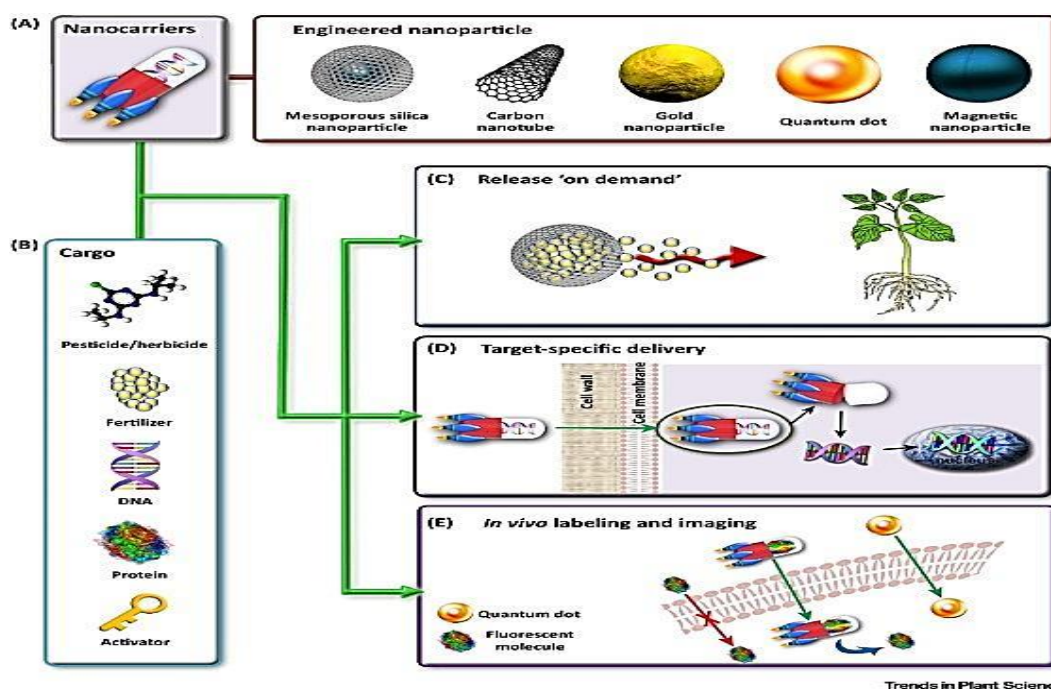 (A)
Nanocarriers
Engineered nanoparticle
Mesoporous silica
nanoparticle
Carbon
nanotube
Gold
nanoparticle
Quantum dot
Magnetic
nanoparticle
(B)
Cargo
Pesticide/herbicide
Fertilizer
DNA
Protein
Activator
(C) Release ‘on demand’
(D) Target-specific delivery
Cell wall
Cell membrane
(E) In vivo labeling and imaging
Quantum dot
Fluorescent
molecule
Trends in Plant Science